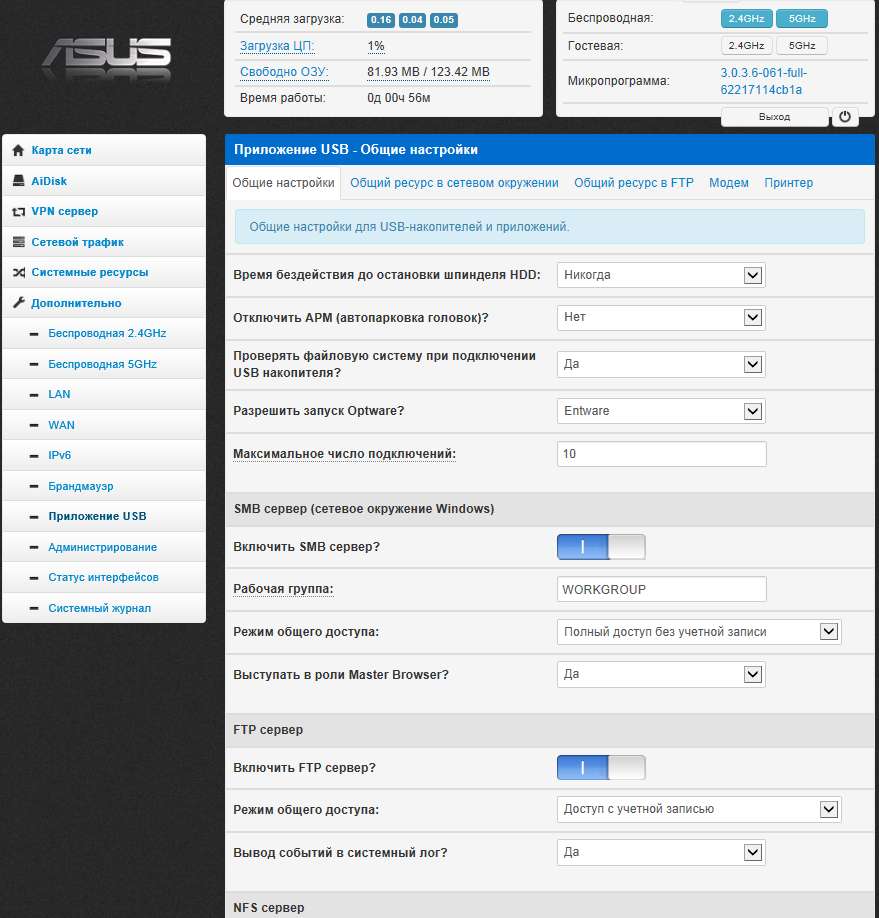 ASUS
Средняя загрузка: 0.16 0.04 0.05
Загрузка ЦП: 1%
Свободно ОЗУ: 81.93 MB / 123.42 MB
Время работы: 0д 00ч 56м
Беспроводная: 2.4GHz 5GHz
Гостевая: 2.4GHz 5GHz
Микропрограмма: 3.0.3.6-061-full-
62217114cb1a
Выход
Карта сети
AiDisk
VPN сервер
Сетевой трафик
Системные ресурсы
Дополнительно
Беспроводная 2.4GHz
Беспроводная 5GHz
LAN
WAN
IPv6
Брандмауэр
Приложение USB
Администрирование
Статус интерфейсов
Системный журнал
Приложение USB - Общие настройки
Общие настройки Общий ресурс в сетевом окружении Общий ресурс в FTP Модем Принтер
Общие настройки для USB-накопителей и приложений.
Время бездействия до остановки шпинделя HDD: Никогда
Отключить APM (автопарковка головок)? Нет
Проверять файловую систему при подключении
USB накопителя? Да
Разрешить запуск Optware? Entware
Максимальное число подключений: 10
SMB сервер (сетевое окружение Windows)
Включить SMB сервер?
Рабочая группа: WORKGROUP
Режим общего доступа: Полный доступ без учетной записи
Выступать в роли Master Browser? Да
FTP сервер
Включить FTP сервер?
Режим общего доступа: Доступ с учетной записью
Вывод событий в системный лог? Да
NFS сервер